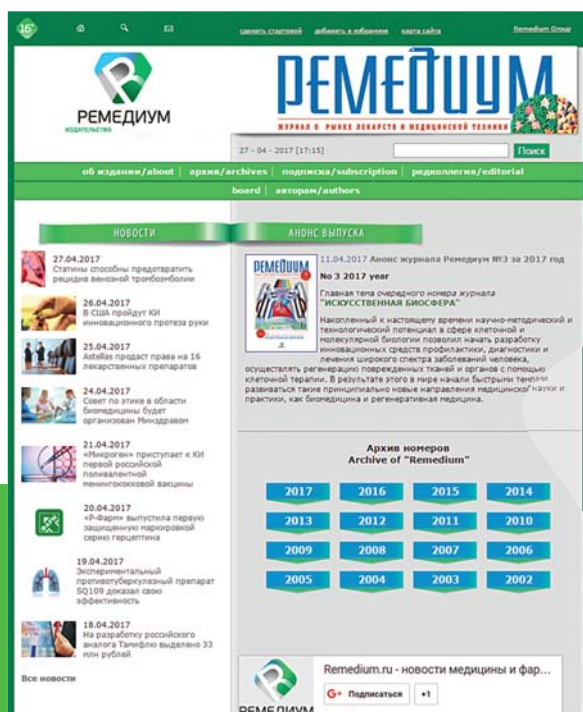 16+
сделать стартовой добавить в избранное карта сайта Remedium Group
РЕМЕДИУМ
ИЗДАТЕЛЬСТВО
РЕМЕДИУМ
ЖУРНАЛ О РЫНКЕ ЛЕКАРСТВ И МЕДИЦИНСКОЙ ТЕХНИКИ
27 - 04 - 2017 [17:15]
Поиск
об издании/about | архив/archives | подписка/subscription | редколлегия/editorial
board | авторам/authors
НОВОСТИ
27.04.2017
Статины способны предотвратить
рецидив венозной тромбоэмболии
26.04.2017
В США пройдут КИ
инновационного протеза руки
25.04.2017
Astellas продаст права на 16
лекарственных препаратов
24.04.2017
Совет по этике в области
биомедицины будет
организован Минздравом
21.04.2017
«Микроген» приступает к КИ
первой российской
поливалентной
менингококковой вакцины
20.04.2017
«Р-Фарм» выпустила первую
защищенную маркировкой
серию герцептина
19.04.2017
Экспериментальный
противотуберкулезный препарат
SQ109 доказал свою
эффективность
18.04.2017
На разработку российского
аналога Тамифлю выделено 33
млн рублей
Все новости
АНОНС ВЫПУСКА
РЕМЕДИУМ
11.04.2017 Анонс журнала Ремедиум №3 за 2017 год
No 3 2017 year
Главная тема очередного номера журнала
"ИСКУССТВЕННАЯ БИОСФЕРА"
Накопленный к настоящему времени научно-методический и
технологический потенциал в сфере клеточной и
молекулярной биологии позволил начать разработку
инновационных средств профилактики, диагностики и
лечения широкого спектра заболеваний человека,
осуществлять регенерацию поврежденных тканей и органов с помощью
клеточной терапии. В результате этого в мире начали быстрыми темпами
развиваться такие принципиально новые направления медицинской науки и
практики, как биомедицина и регенеративная медицина.
Архив номеров
Archive of "Remedium"
2017 2016 2015 2014
2013 2012 2011 2010
2009 2008 2007 2006
2005 2004 2003 2002
РЕМЕДИУМ
Remedium.ru - новости медицины и фар...
G+ Подписаться +1